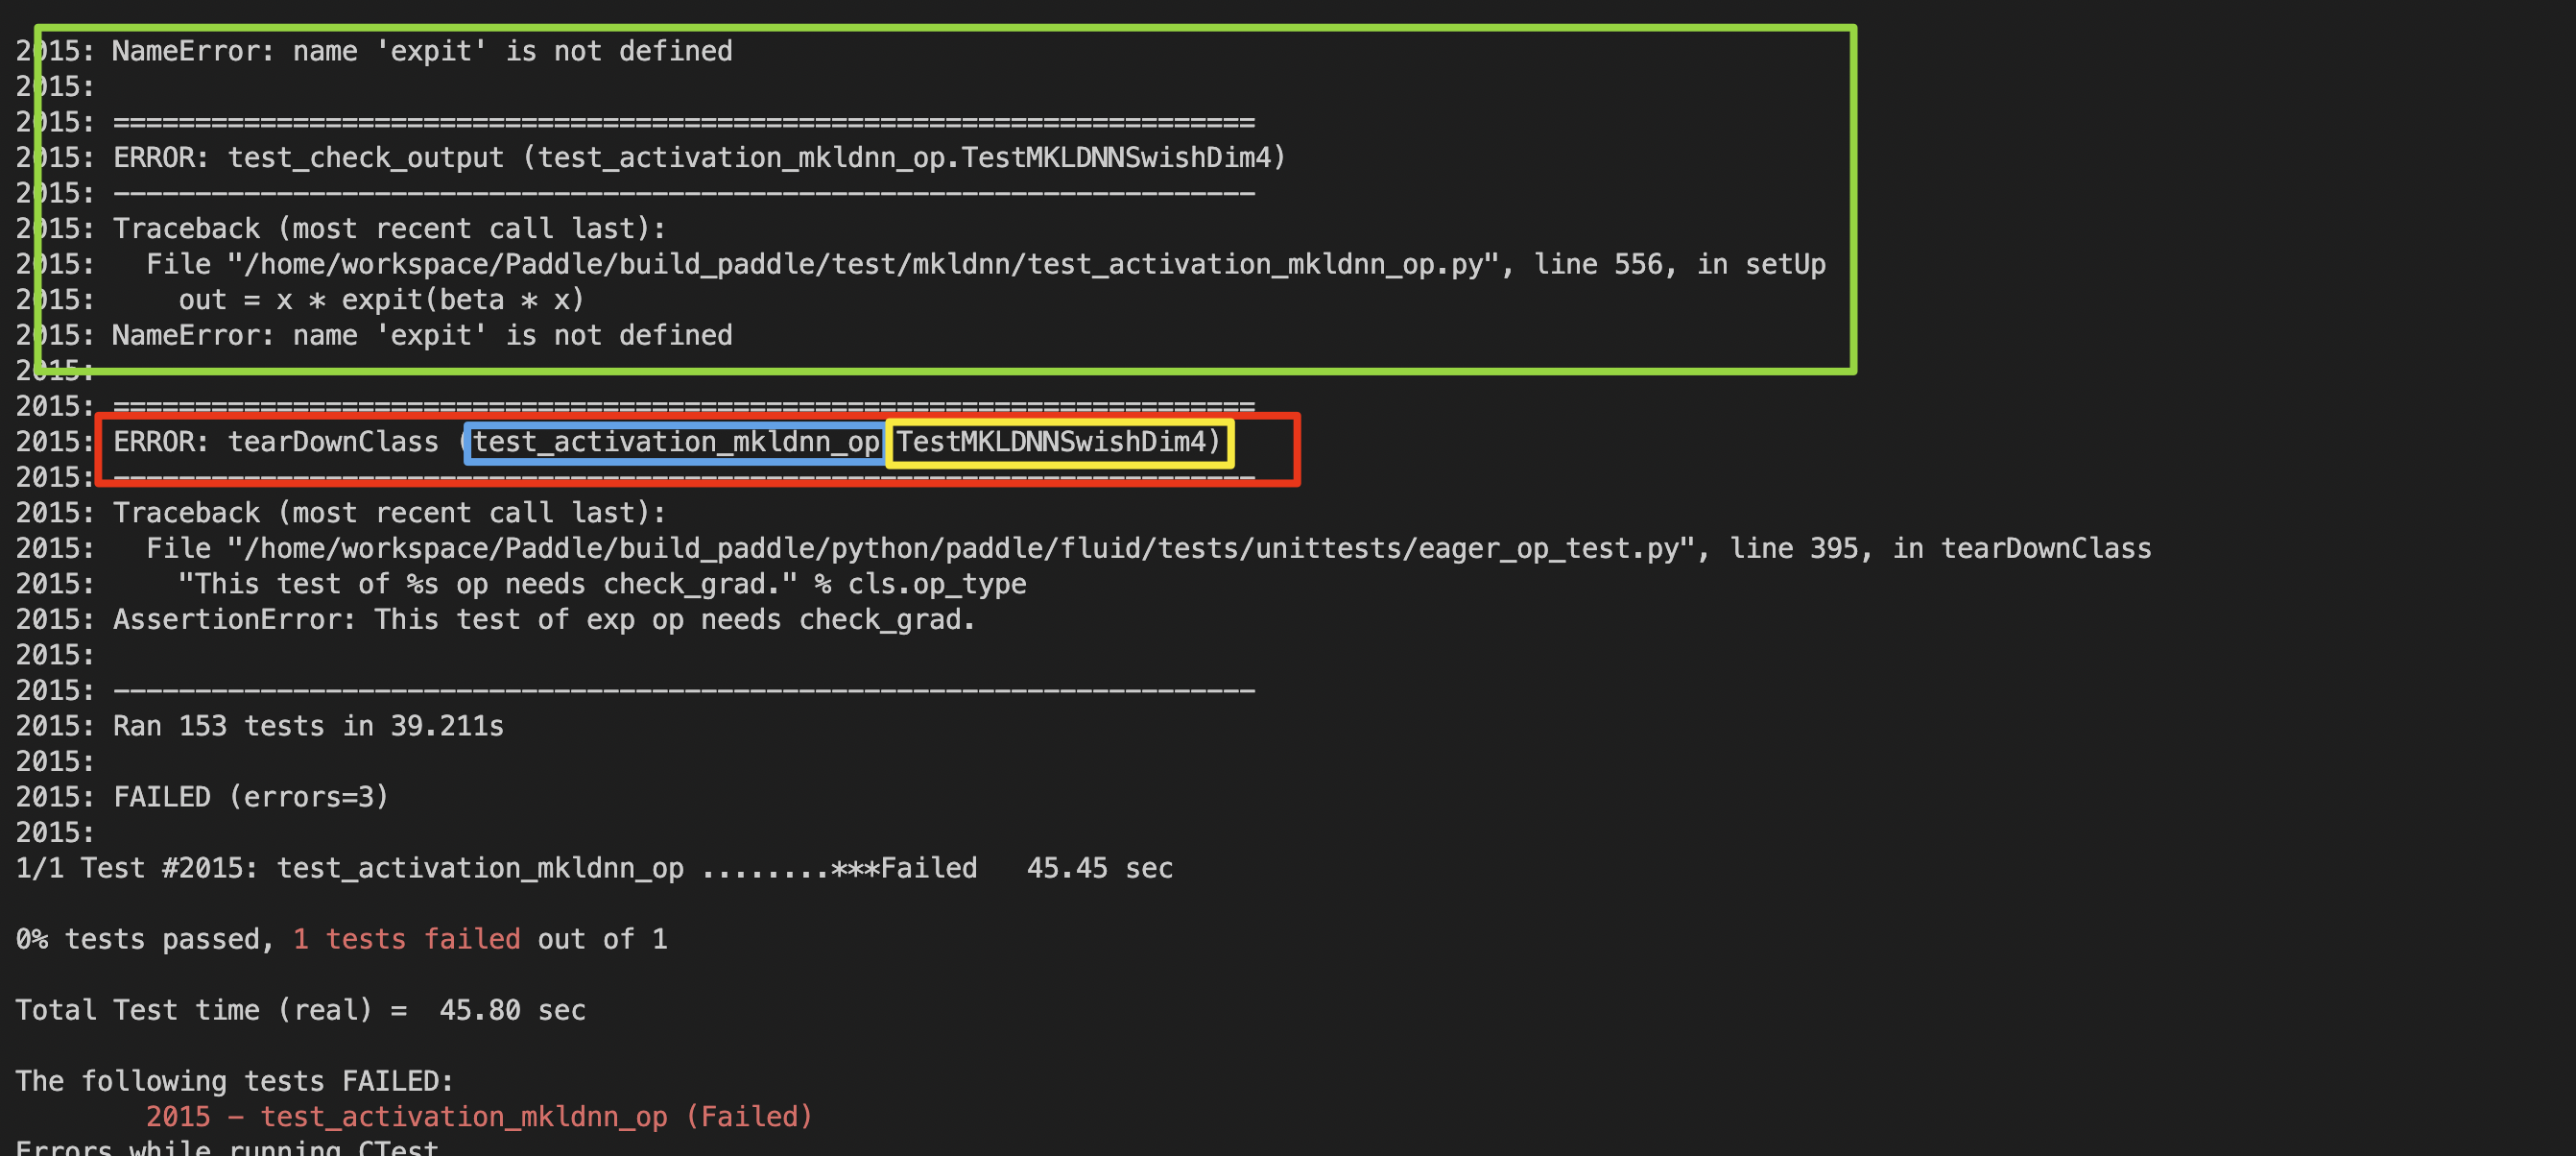 2015: NameError: name 'expit' is not defined
2015:
2015: ======================================================================
2015: ERROR: test_check_output (test_activation_mkldnn_op.TestMKLDNNSwishDim4)
2015: ----------------------------------------------------------------------
2015: Traceback (most recent call last):
2015:   File "/home/workspace/Paddle/build_paddle/test/mkldnn/test_activation_mkldnn_op.py", line 556, in setUp
2015:     out = x * expit(beta * x)
2015: NameError: name 'expit' is not defined
2015:
2015: ======================================================================
2015: ERROR: tearDownClass (test_activation_mkldnn_op TestMKLDNNSwishDim4)
2015: ----------------------------------------------------------------------
2015: Traceback (most recent call last):
2015:   File "/home/workspace/Paddle/build_paddle/python/paddle/fluid/tests/unittests/eager_op_test.py", line 395, in tearDownClass
2015:     "This test of %s op needs check_grad." % cls.op_type
2015: AssertionError: This test of exp op needs check_grad.
2015:
2015: ----------------------------------------------------------------------
2015: Ran 153 tests in 39.211s
2015:
2015: FAILED (errors=3)
2015:
1/1 Test #2015: test_activation_mkldnn_op ........***Failed   45.45 sec
0% tests passed, 1 tests failed out of 1
Total Test time (real) =  45.80 sec
The following tests FAILED:
        2015 - test_activation_mkldnn_op (Failed)
Errors while running CTest